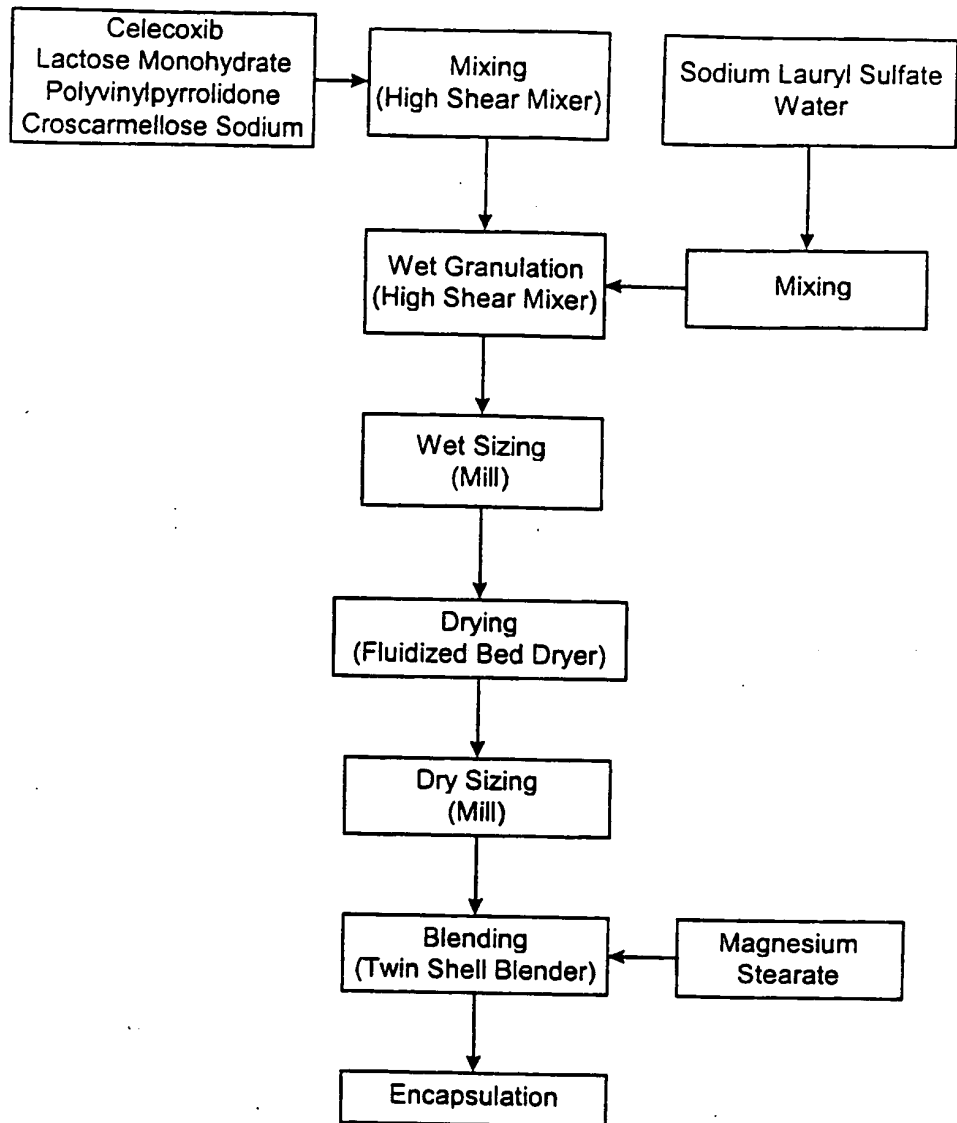 Celecoxib
Lactose Monohydrate
Polyvinylpyrrolidone
Croscarmellose Sodium
Mixing
(High Shear Mixer)
Sodium Lauryl Sulfate
Water
Wet Granulation
(High Shear Mixer)
Mixing
Wet Sizing
(Mill)
Drying
(Fluidized Bed Dryer)
Dry Sizing
(Mill)
Blending
(Twin Shell Blender)
Magnesium
Stearate
Encapsulation